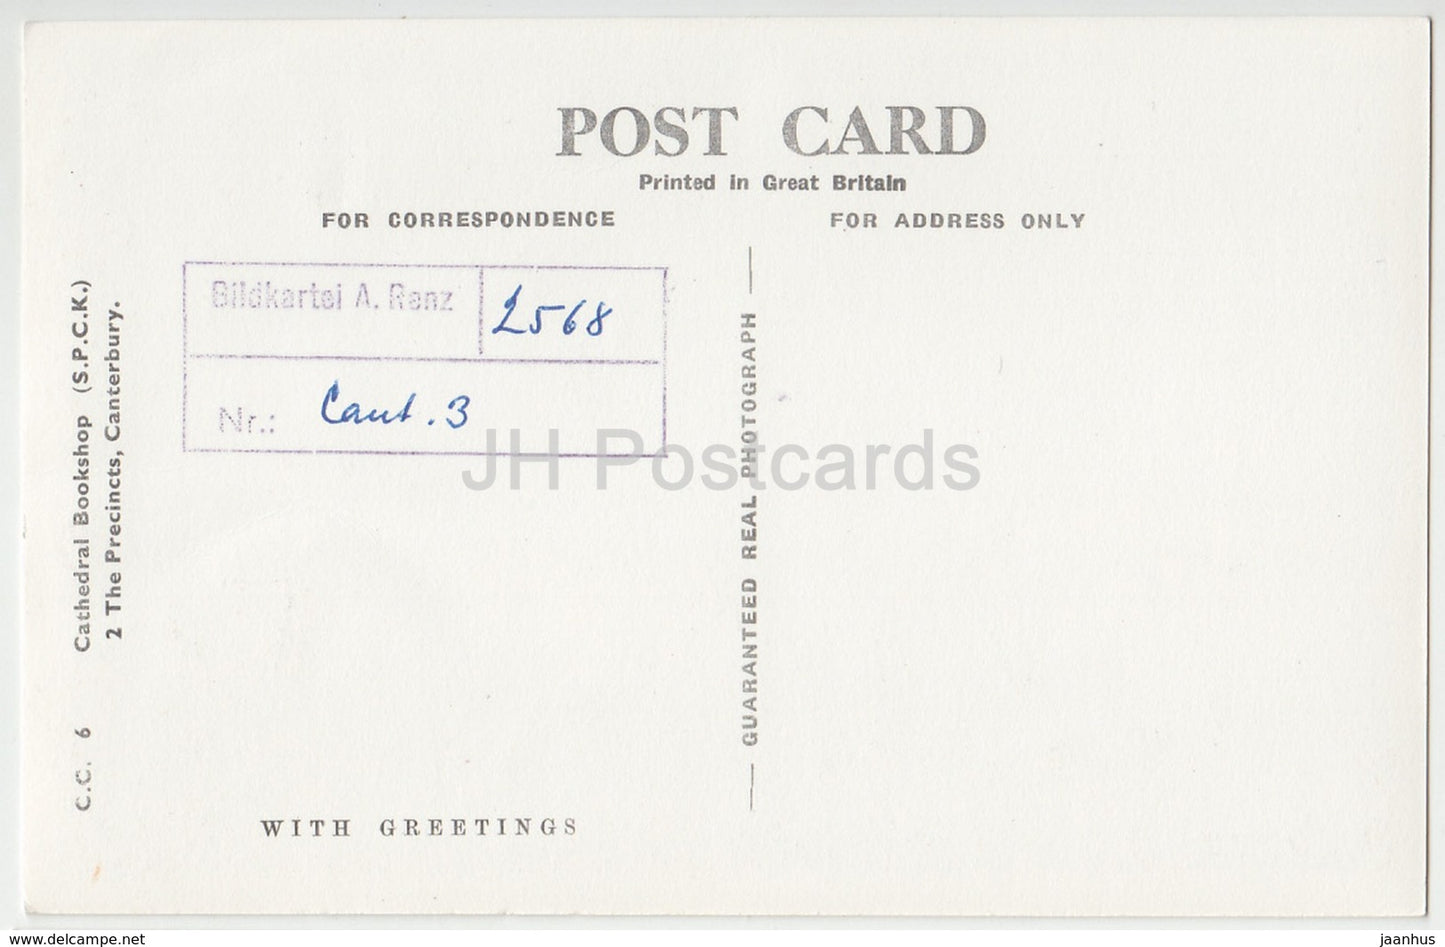 POST CARD
Printed in Great Britain
FOR CORRESPONDENCE
FOR ADDRESS ONLY
Bildkartei A. Renz
2568
Nr.: Cant. 3
JH Postcards
GUARANTEED REAL PHOTOGRAPH
C.C. 6 Cathedral Bookshop (S.P.C.K.)
2 The Precincts, Canterbury.
WITH GREETINGS
www.delcampe.net
jaanhus